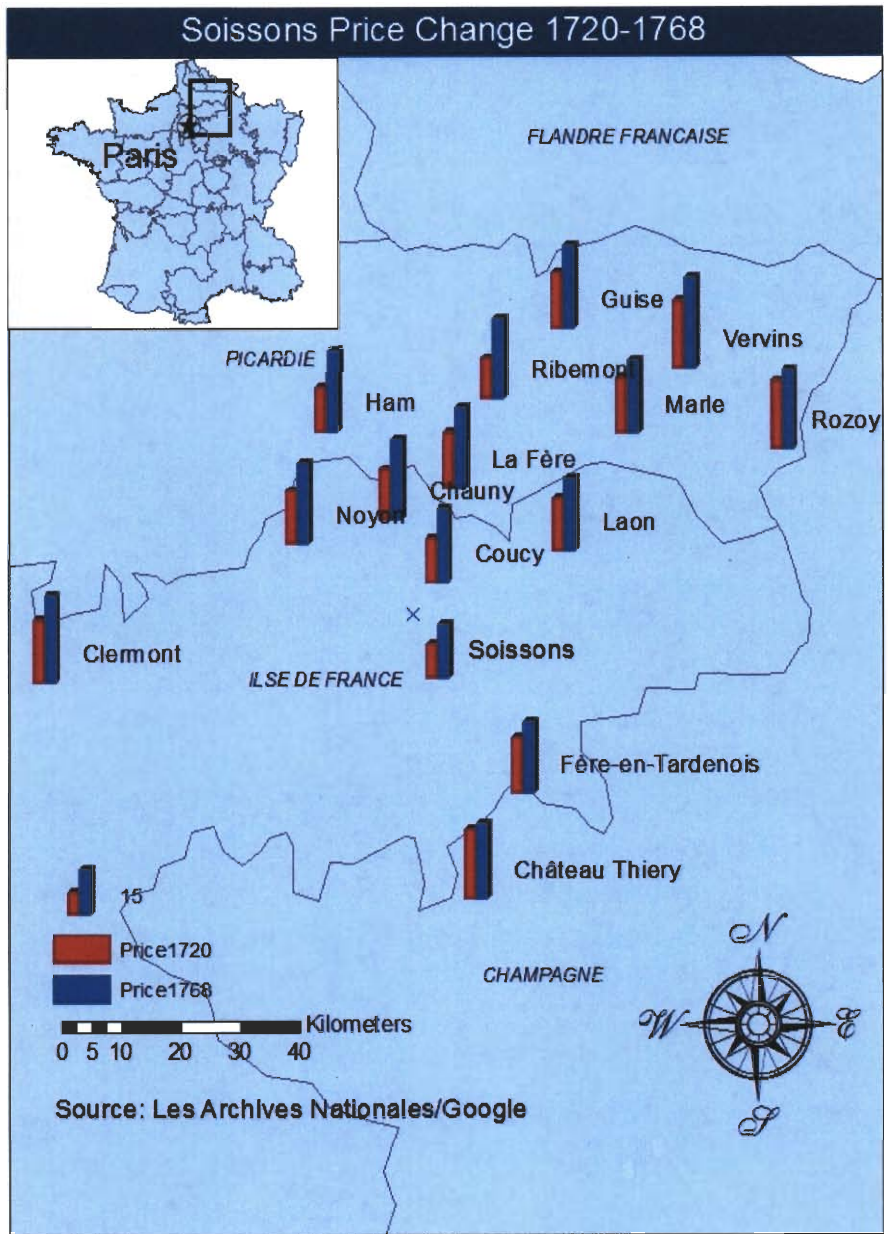 Soissons Price Change 1720-1768
Paris
FLANDRE FRANCAISE
Guise
Vervins
PICARDIE
Ribemont
Ham
Marle
Rozoy
La Fère
Chauny
Noyon
Laon
Coucy
Clermont
Soissons
ILSE DE FRANCE
Fère-en-Tardenois
Château Thiery
15
Price1720
Price1768
CHAMPAGNE
Kilometers
0 5 10 20 30 40
N
W
E
S
Source: Les Archives Nationales/Google